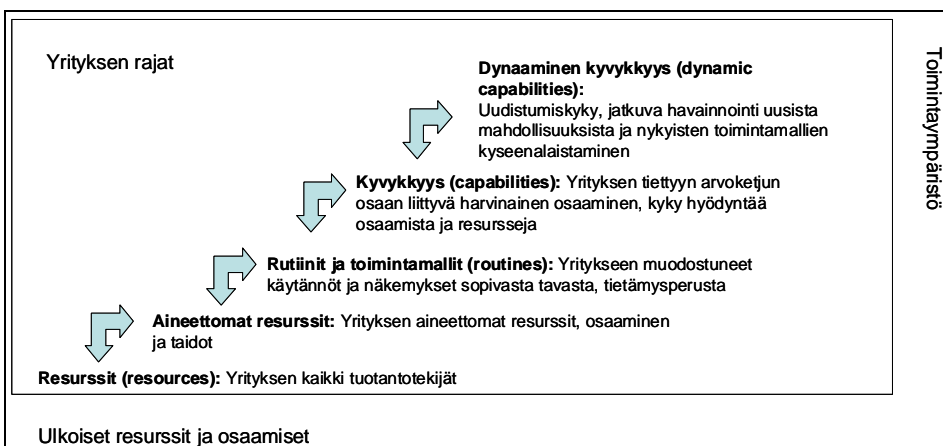 Yrityksen rajat
Toimintaympäristö
Dynaaminen kyvykkyys (dynamic
capabilities):
Uudistumiskyky, jatkuva havainnointi uusista
mahdollisuuksista ja nykyisten toimintamallien
kyseenalaistaminen
Kyvykkyys (capabilities): Yrityksen tiettyyn arvoketjun
osaan liittyvä harvinainen osaaminen, kyky hyödyntää
osaamista ja resursseja
Rutiinit ja toimintamallit (routines): Yritykseen muodostuneet
käytännöt ja näkemykset sopivasta tavasta, tietämysperusta
Aineettomat resurssit: Yrityksen aineettomat resurssit, osaaminen
ja taidot
Resurssit (resources): Yrityksen kaikki tuotantotekijät
Ulkoiset resurssit ja osaamiset